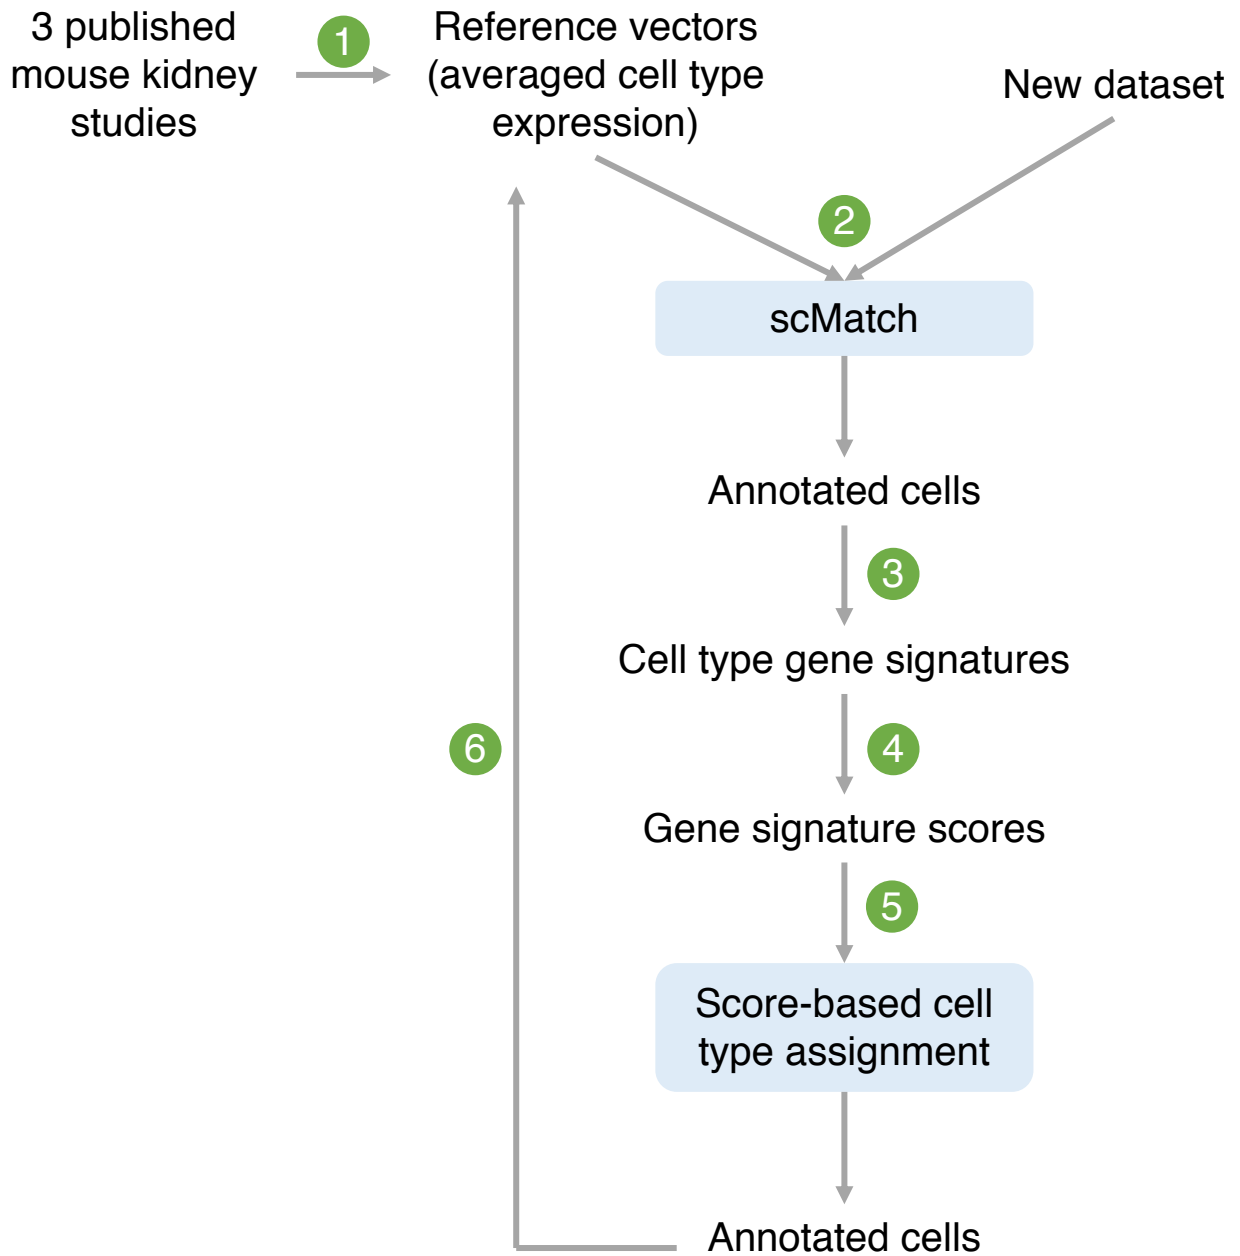 3 published
mouse kidney
studies
1
Reference vectors
(averaged cell type
expression)
New dataset
2
scMatch
Annotated cells
3
Cell type gene signatures
6
4
Gene signature scores
5
Score-based cell
type assignment
Annotated cells